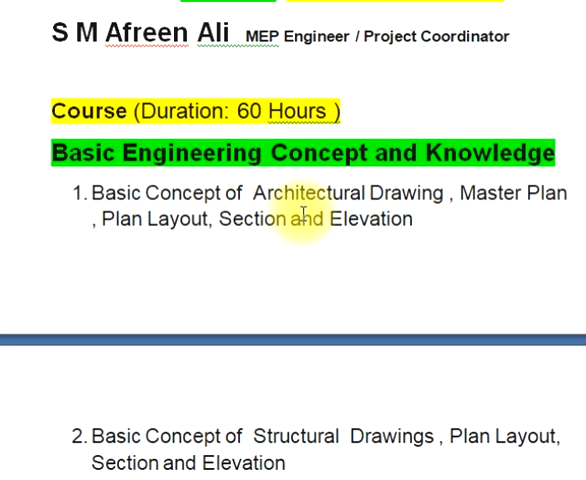 S M Afreen Ali MEP Engineer / Project Coordinator
Course (Duration: 60 Hours )
Basic Engineering Concept and Knowledge
1. Basic Concept of Architectural Drawing , Master Plan
, Plan Layout, Section and Elevation
2. Basic Concept of Structural Drawings , Plan Layout,
Section and Elevation